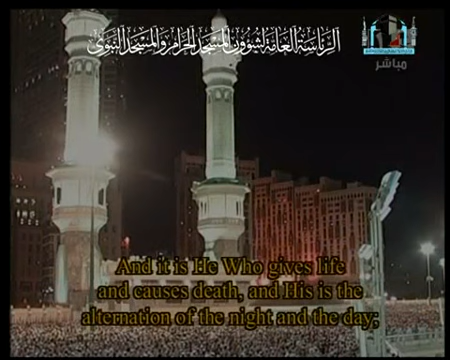 الرئاسة العامة لشؤون المسجد الحرام والمسجد النبوي
مباشر
And it is He Who gives life
and causes death, and His is the
alternation of the night and the day;